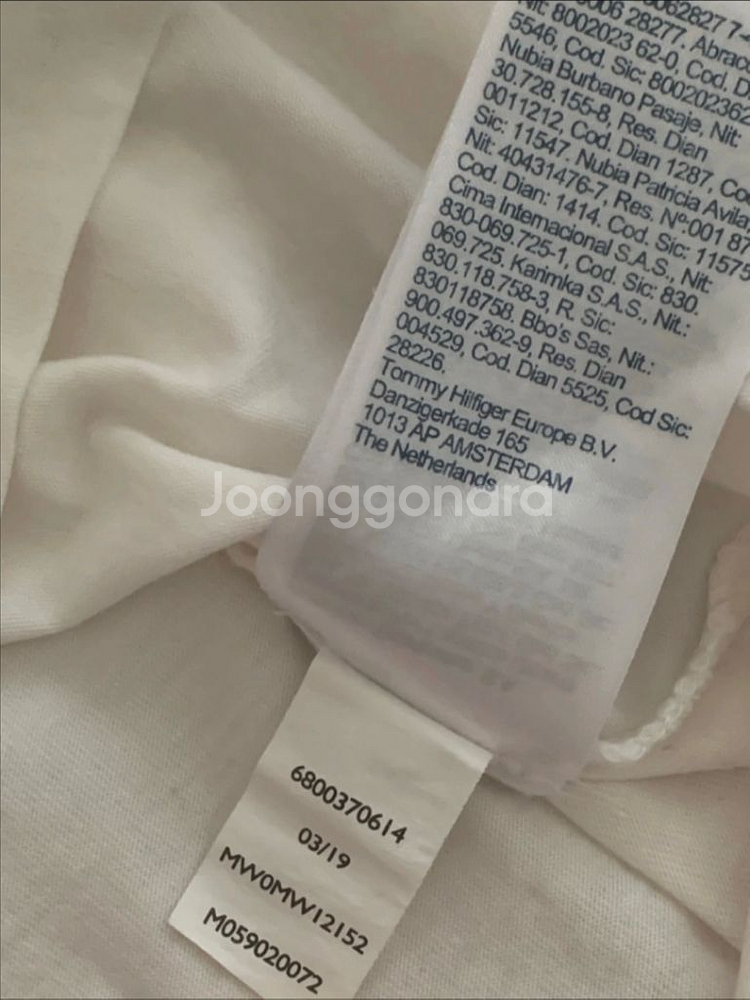 8006 28277. Abraco
Nit: 8002023 62-0, Cod. D
5546, Cod. Sic: 800202362
Nubia Burbano Pasaje, Nit:
30.728.155-8, Res. Dian
0011212, Cod. Dian 1287, Co
Sic: 11547. Nubia Patricia Avila,
Nit: 40431476-7, Res. Nº:001 87
Cod. Dian: 1414, Cod. Sic: 11575
Cima Internacional S.A.S., Nit:
830-069.725-1, Cod. Sic: 830.
069.725, Karimka S.A.S., Nit.:
830.118.758-3, R. Sic:
830118758. Bbo's Sas, Nit.:
900.497.362-9, Res. Dian
004529, Cod. Dian 5525, Cod Sic:
28226.
Tommy Hilfiger Europe B.V.
Danzigerkade 165
1013 AP AMSTERDAM
The Netherlands
Joonggonara
6800370614
03/19
MW0MW12152
M059020072